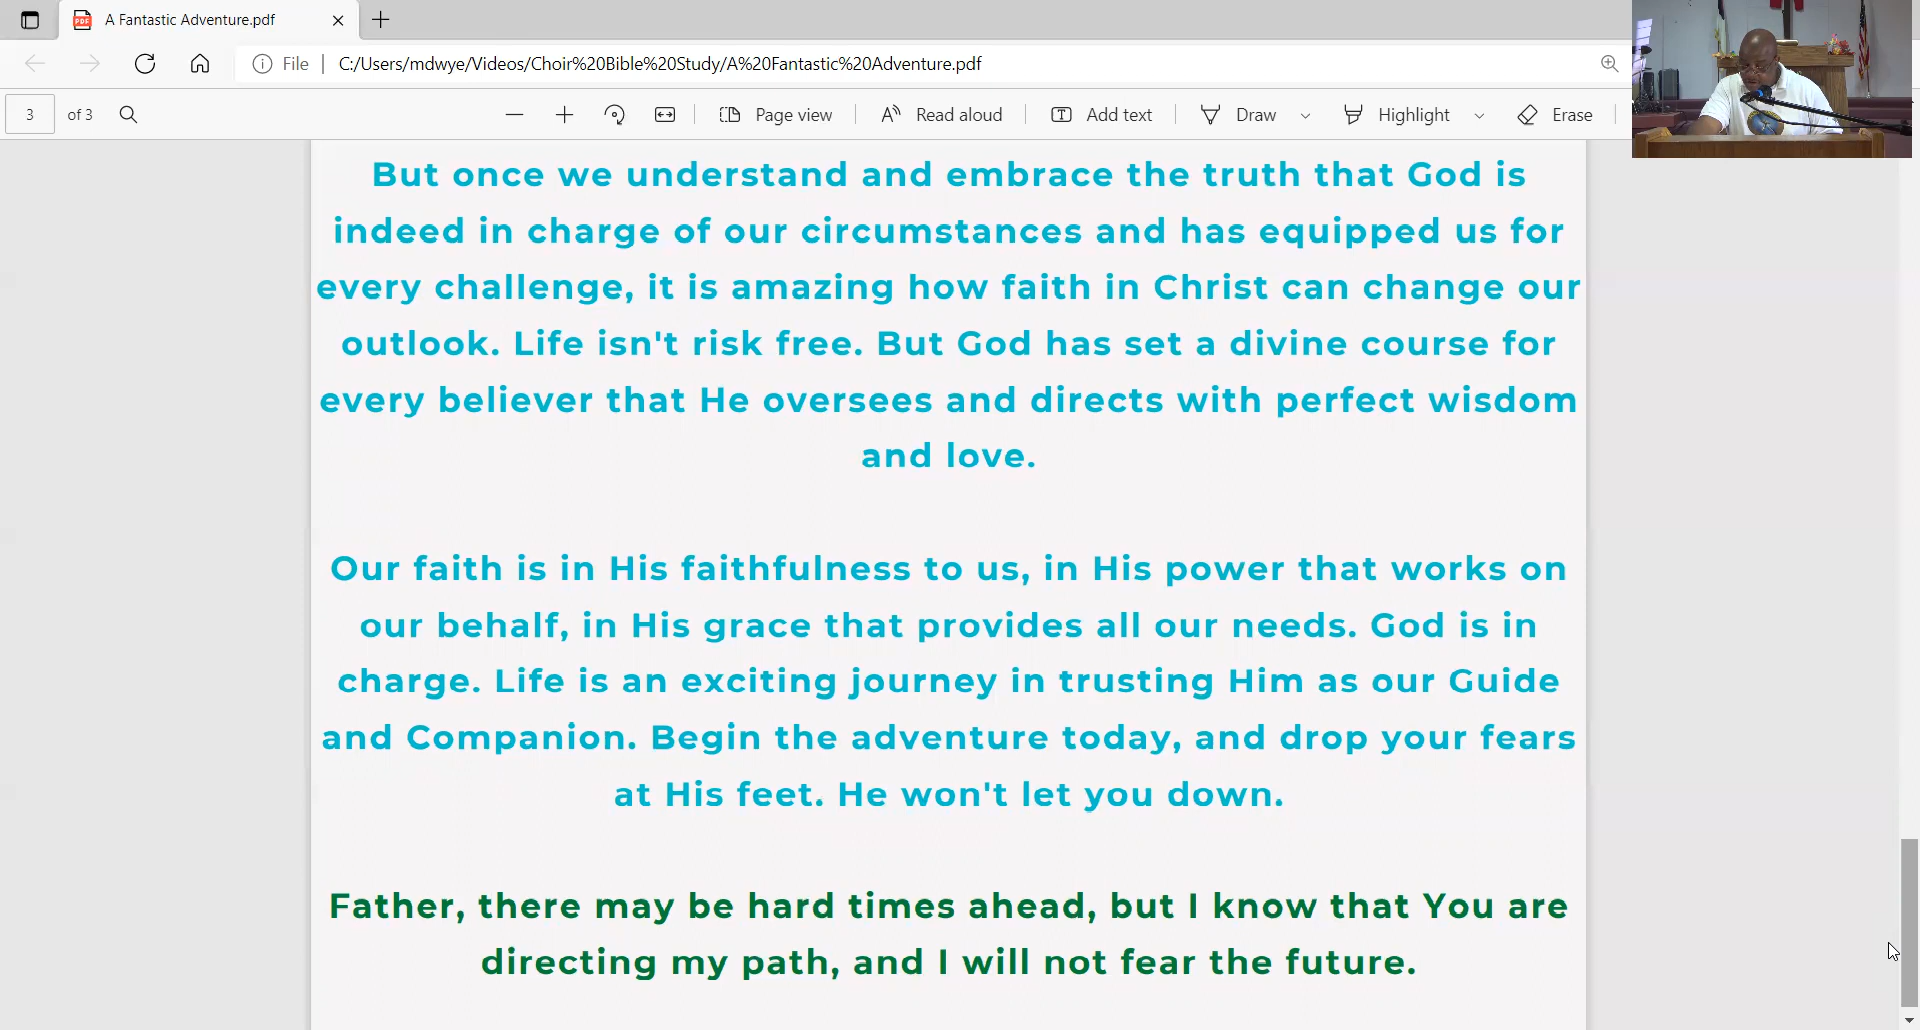 A Fantastic Adventure.pdf
File | C:/Users/mdwye/Videos/Choir%20Bible%20Study/A%20Fantastic%20Adventure.pdf
3 of 3 Page view Read aloud Add text Draw Highlight Erase
But once we understand and embrace the truth that God is
indeed in charge of our circumstances and has equipped us for
every challenge, it is amazing how faith in Christ can change our
outlook. Life isn't risk free. But God has set a divine course for
every believer that He oversees and directs with perfect wisdom
and love.
Our faith is in His faithfulness to us, in His power that works on
our behalf, in His grace that provides all our needs. God is in
charge. Life is an exciting journey in trusting Him as our Guide
and Companion. Begin the adventure today, and drop your fears
at His feet. He won't let you down.
Father, there may be hard times ahead, but I know that You are
directing my path, and I will not fear the future.